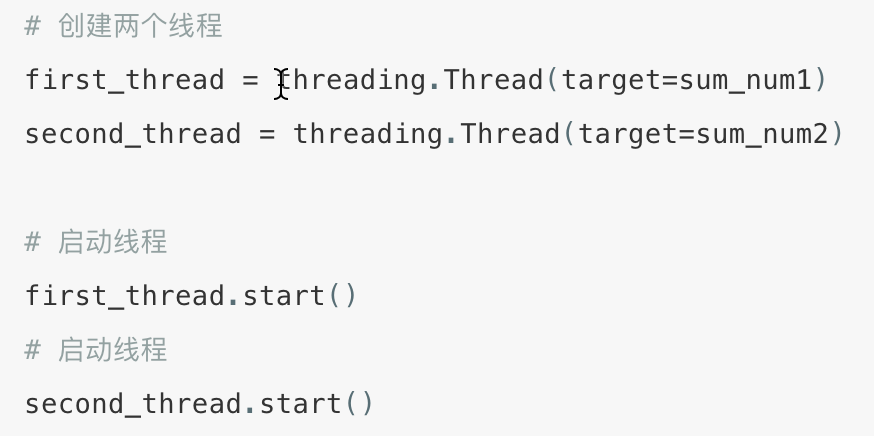 # 创建两个线程
first_thread = threading.Thread(target=sum_num1)
second_thread = threading.Thread(target=sum_num2)
# 启动线程
first_thread.start()
# 启动线程
second_thread.start()